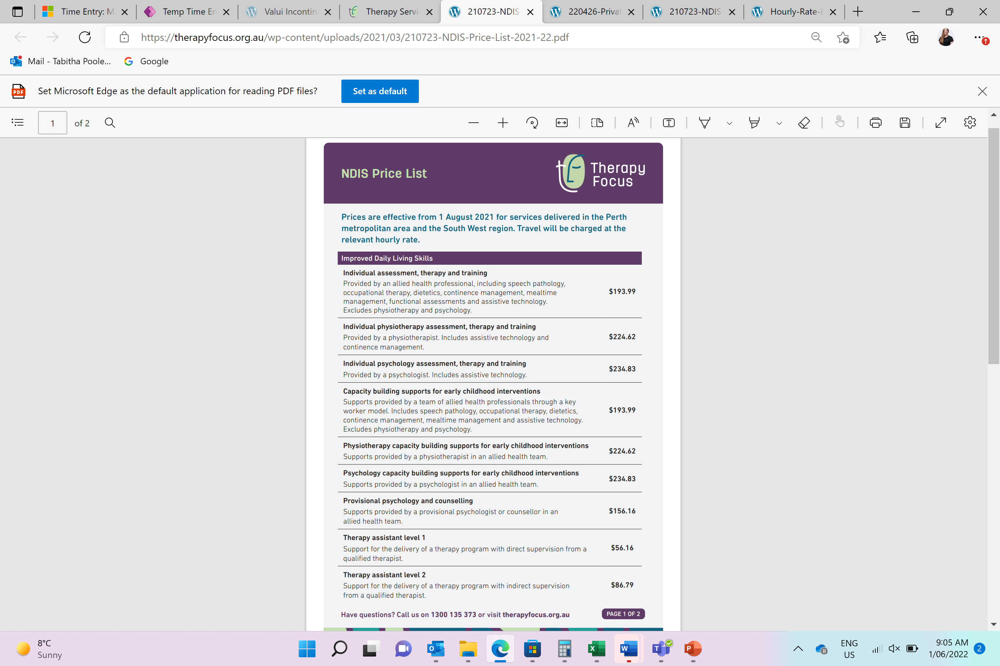 Time Entry: M
Temp Time En
Valui Incontin
Therapy Servi
210723-NDIS
220426-Privat
210723-NDIS
Hourly-Rate-E
https://therapyfocus.org.au/wp-content/uploads/2021/03/210723-NDIS-Price-List-2021-22.pdf
Mail - Tabitha Poole...
Google
PDF
Set Microsoft Edge as the default application for reading PDF files?
Set as default
1 of 2
NDIS Price List
Therapy
Focus
Prices are effective from 1 August 2021 for services delivered in the Perth
metropolitan area and the South West region. Travel will be charged at the
relevant hourly rate.
Improved Daily Living Skills
Individual assessment, therapy and training
Provided by an allied health professional, including speech pathology,
occupational therapy, dietetics, continence management, mealtime
management, functional assessments and assistive technology.
Excludes physiotherapy and psychology.
$193.99
Individual physiotherapy assessment, therapy and training
Provided by a physiotherapist. Includes assistive technology and
continence management.
$224.62
Individual psychology assessment, therapy and training
Provided by a psychologist. Includes assistive technology.
$234.83
Capacity building supports for early childhood interventions
Supports provided by a team of allied health professionals through a key
worker model. Includes speech pathology, occupational therapy, dietetics,
continence management, mealtime management and assistive technology.
Excludes physiotherapy and psychology.
$193.99
Physiotherapy capacity building supports for early childhood interventions
Supports provided by a physiotherapist in an allied health team.
$224.62
Psychology capacity building supports for early childhood interventions
Supports provided by a psychologist in an allied health team.
$234.83
Provisional psychology and counselling
Supports provided by a provisional psychologist or counsellor in an
allied health team.
$156.16
Therapy assistant level 1
Support for the delivery of a therapy program with direct supervision from a
qualified therapist.
$56.16
Therapy assistant level 2
Support for the delivery of a therapy program with indirect supervision
from a qualified therapist.
$86.79
Have questions? Call us on 1300 135 373 or visit therapyfocus.org.au
PAGE 1 OF 2
8°C
Sunny
ENG
US
9:05 AM
1/06/2022
2